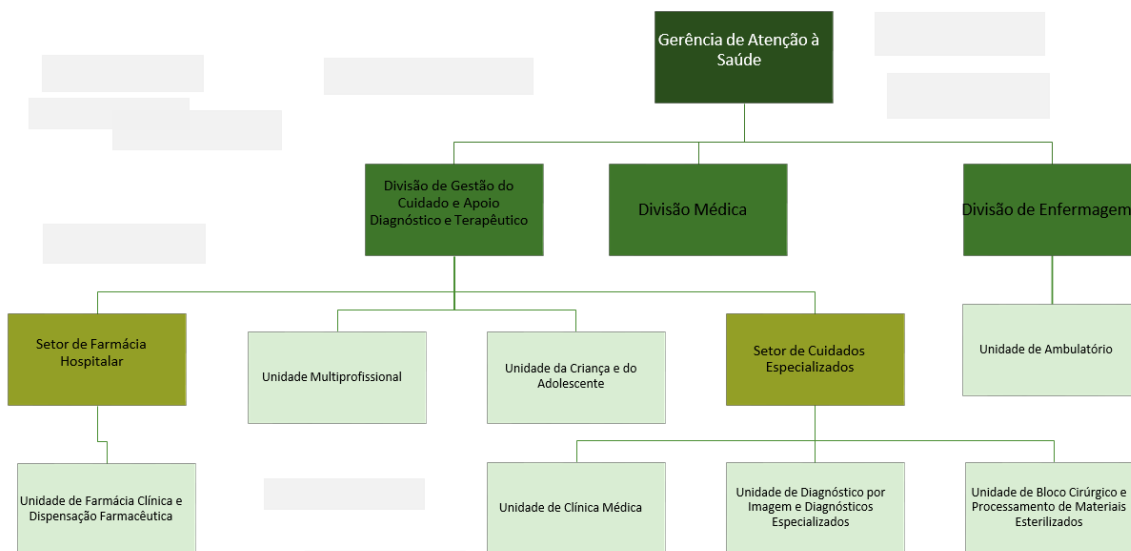 Gerência de Atenção à
Saúde
Divisão de Gestão do
Cuidado e Apoio
Diagnóstico e Terapêutico
Divisão Médica
Divisão de Enfermagem
Setor de Farmácia
Hospitalar
Unidade Multiprofissional
Unidade da Criança e do
Adolescente
Setor de Cuidados
Especializados
Unidade de Ambulatório
Unidade de Farmácia Clínica e
Dispensação Farmacêutica
Unidade de Clínica Médica
Unidade de Diagnóstico por
Imagem e Diagnósticos
Especializados
Unidade de Bloco Cirúrgico e
Processamento de Materiais
Esterilizados